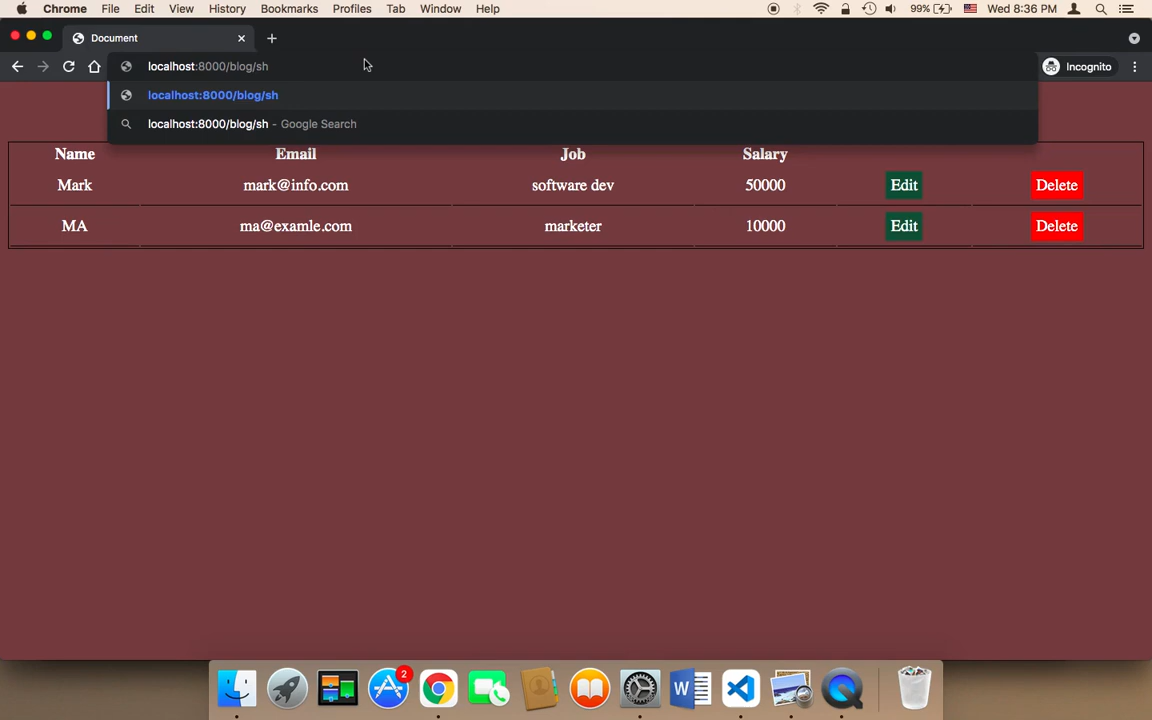 Chrome File Edit View History Bookmarks Profiles Tab Window Help 99% Wed 8:36 PM
Document
localhost:8000/blog/sh Incognito
localhost:8000/blog/sh
localhost:8000/blog/sh - Google Search
Name Email Job Salary
Mark mark@info.com software dev 50000 Edit Delete
MA ma@examle.com marketer 10000 Edit Delete
2
W